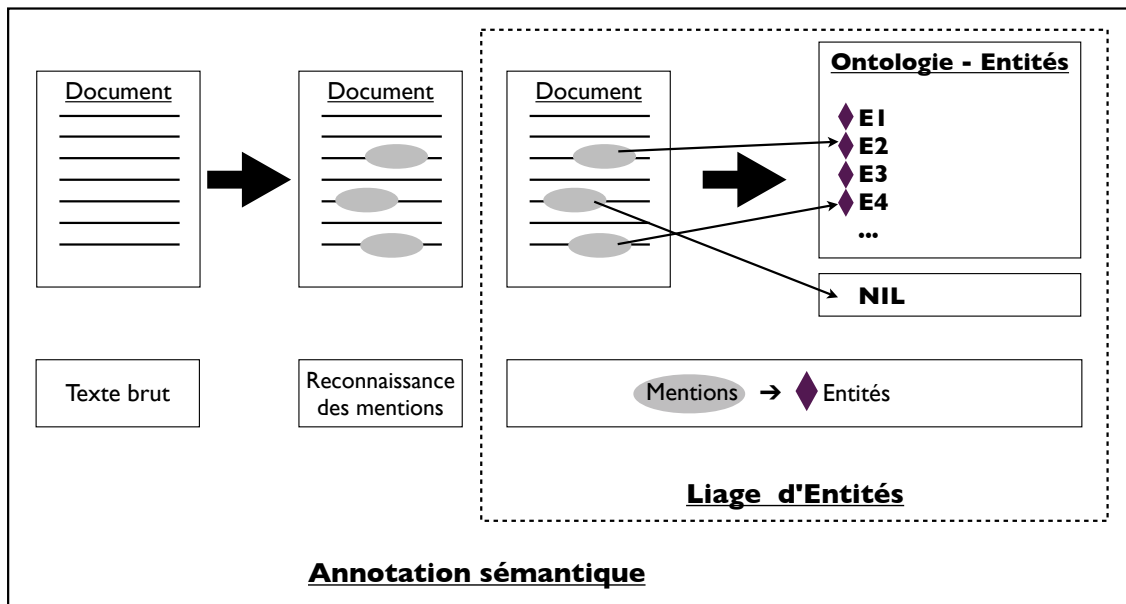 Document
Document
Document
Ontologie - Entités
E1
E2
E3
E4
...
NIL
Texte brut
Reconnaissance
des mentions
Mentions ➔ Entités
Liage d'Entités
Annotation sémantique